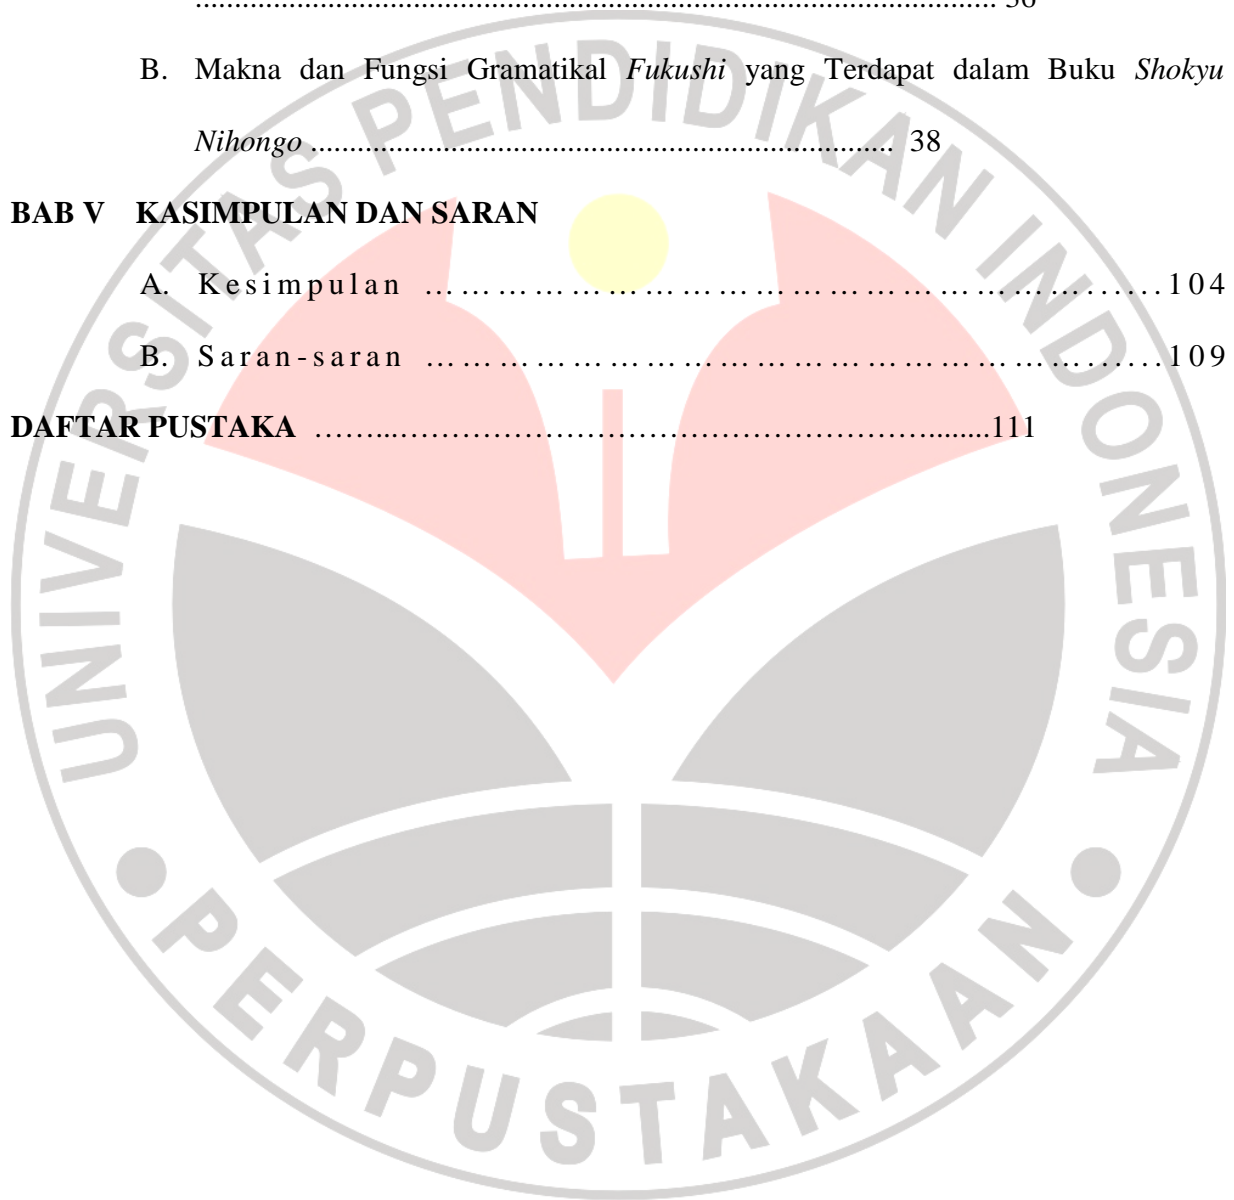 ........................................................................................................ 36
B. Makna dan Fungsi Gramatikal Fukushi yang Terdapat dalam Buku Shokyu
Nihongo ........................................................................... 38
BAB V KASIMPULAN DAN SARAN
A. Kesimpulan ……………………………………………………......104
B. Saran-saran ……………………………………………………......109
DAFTAR PUSTAKA ……...……………………………………………........111
UNIVERSITAS PENDIDIKAN INDONESIA
PERPUSTAKAAN